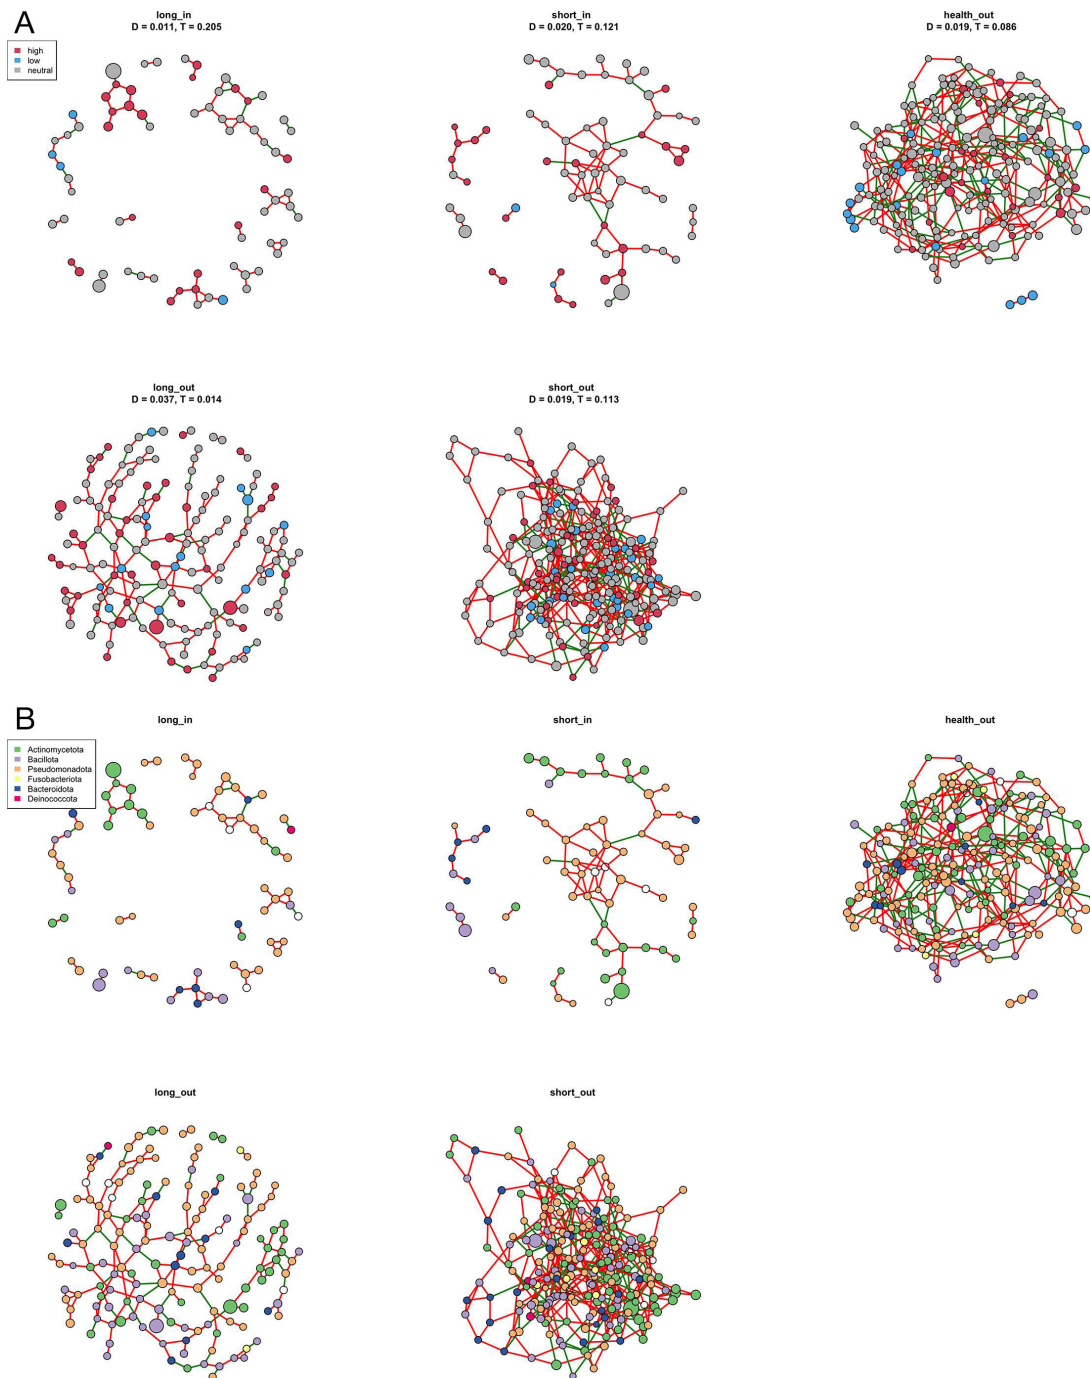 A
long_in
D = 0.011, T = 0.205
short_in
D = 0.020, T = 0.121
health_out
D = 0.019, T = 0.086
high
low
neutral
long_out
D = 0.037, T = 0.014
short_out
D = 0.019, T = 0.113
B
long_in
short_in
health_out
Actinomycetota
Bacillota
Pseudomonadota
Fusobacteriota
Bacteroidota
Deinococcota
long_out
short_out